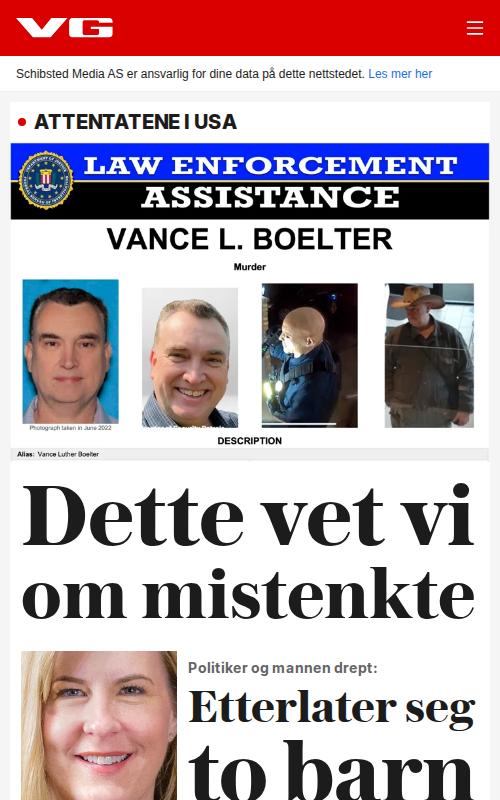 VG
Schibsted Media AS er ansvarlig for dine data på dette nettstedet. Les mer her
ATTENTATENE I USA
LAW ENFORCEMENT
ASSISTANCE
VANCE L. BOELTER
Murder
Photograph taken in June 2022
DESCRIPTION
Alias: Vance Luther Boelter
Dette vet vi
om mistenkte
Politiker og mannen drept:
Etterlater seg
to barn